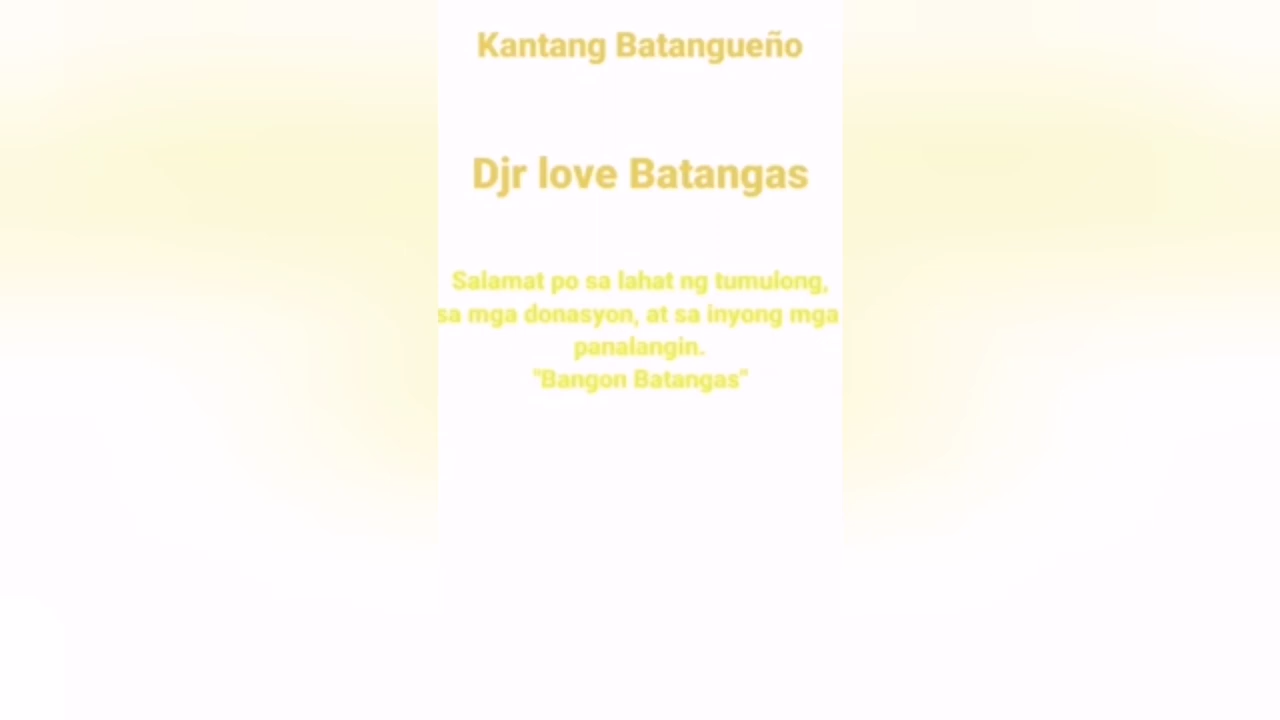 Kantang Batangueño
Djr love Batangas
Salamat po sa lahat ng tumulong,
sa mga donasyon, at sa inyong mga
panalangin.
"Bangon Batangas"